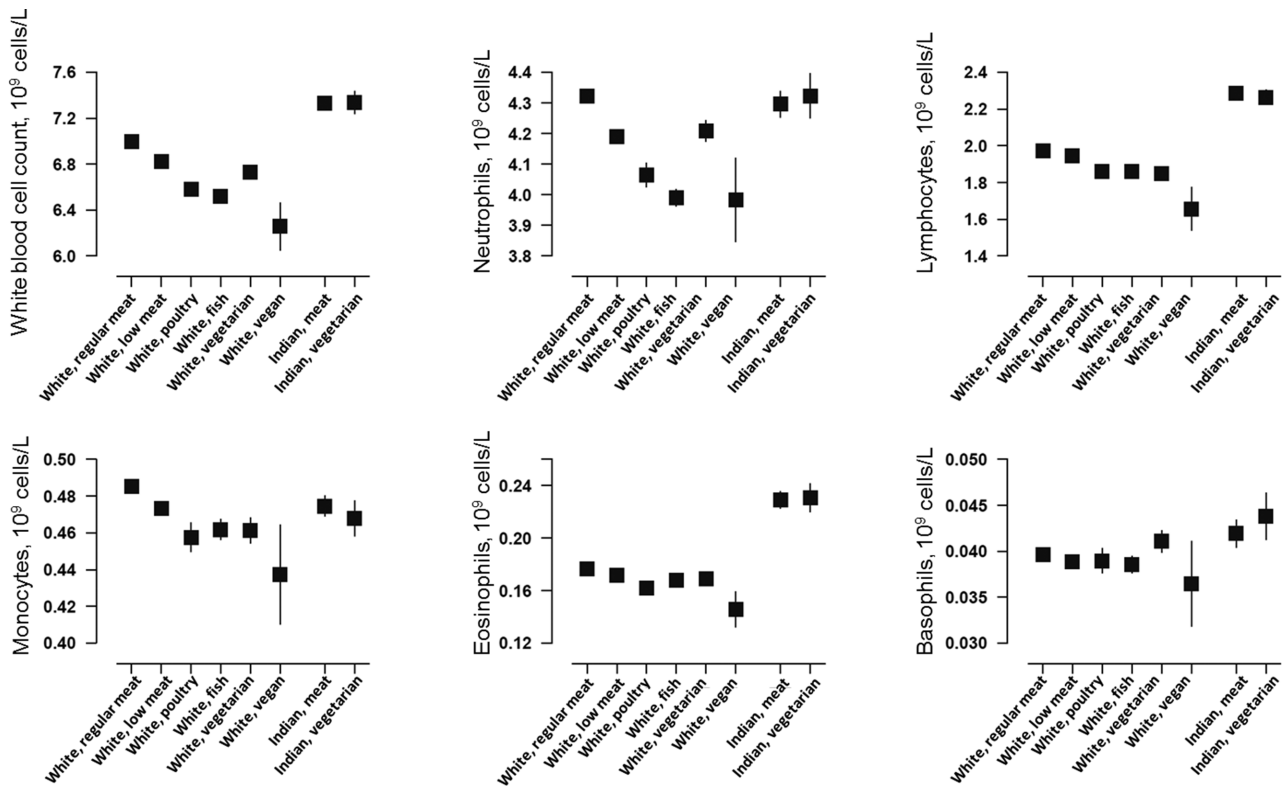 White blood cell count, 10⁹ cells/L
7.6
7.2
6.8
6.4
6.0
White, regular meat
White, low meat
White, poultry
White, fish
White, vegetarian
White, vegan
Indian, meat
Indian, vegetarian
Neutrophils, 10⁹ cells/L
4.4
4.3
4.2
4.1
4.0
3.9
3.8
White, regular meat
White, low meat
White, poultry
White, fish
White, vegetarian
White, vegan
Indian, meat
Indian, vegetarian
Lymphocytes, 10⁹ cells/L
2.4
2.2
2.0
1.8
1.6
1.4
White, regular meat
White, low meat
White, poultry
White, fish
White, vegetarian
White, vegan
Indian, meat
Indian, vegetarian
Monocytes, 10⁹ cells/L
0.50
0.48
0.46
0.44
0.42
0.40
White, regular meat
White, low meat
White, poultry
White, fish
White, vegetarian
White, vegan
Indian, meat
Indian, vegetarian
Eosinophils, 10⁹ cells/L
0.24
0.20
0.16
0.12
White, regular meat
White, low meat
White, poultry
White, fish
White, vegetarian
White, vegan
Indian, meat
Indian, vegetarian
Basophils, 10⁹ cells/L
0.050
0.045
0.040
0.035
0.030
White, regular meat
White, low meat
White, poultry
White, fish
White, vegetarian
White, vegan
Indian, meat
Indian, vegetarian